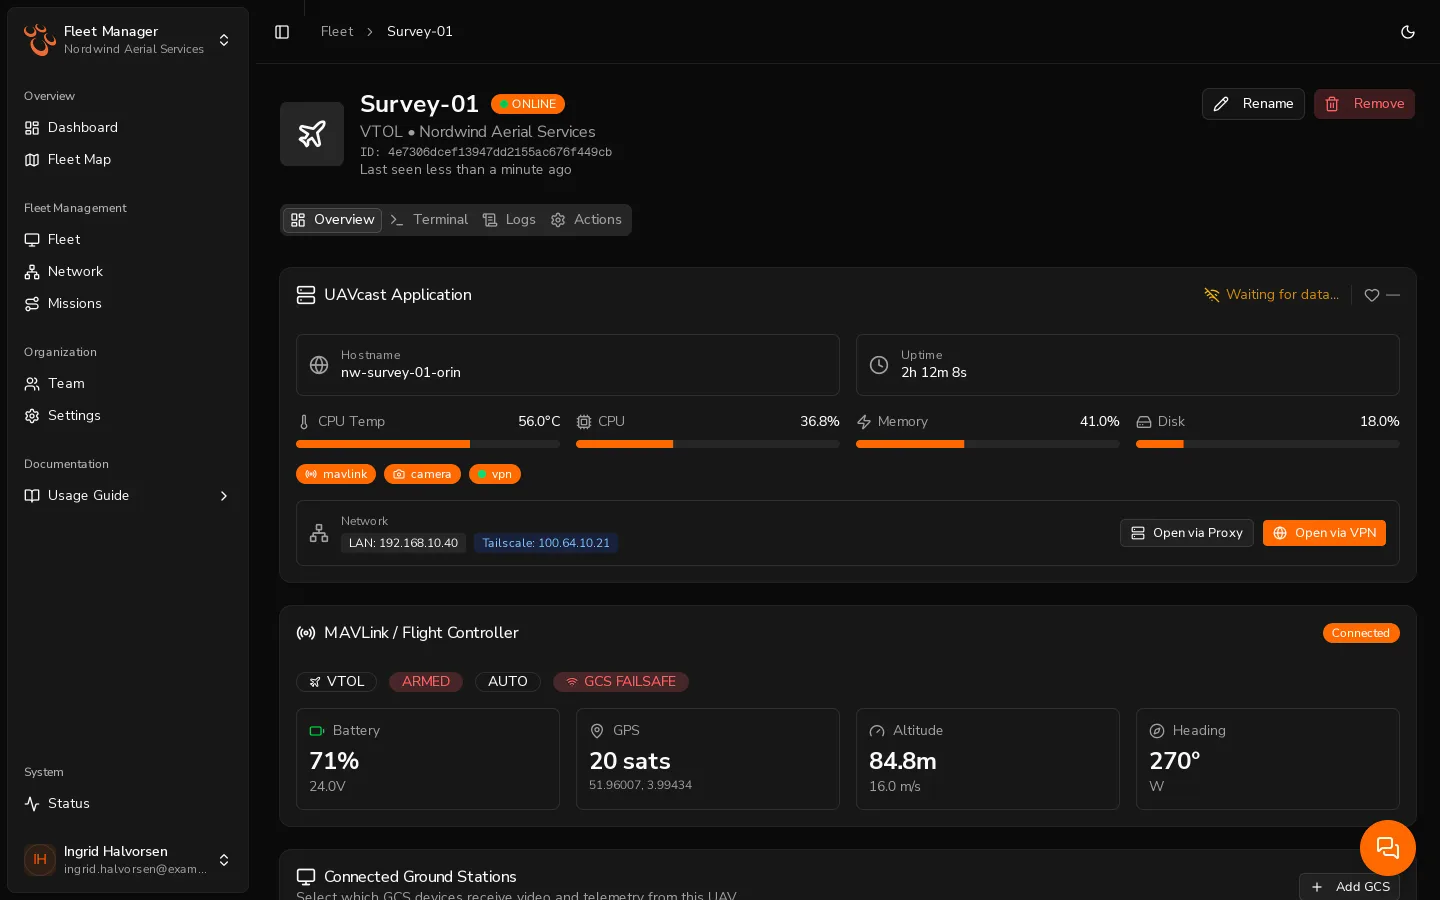 Fleet Manager
Nordwind Aerial Services
Overview
Dashboard
Fleet Map
Fleet Management
Fleet
Network
Missions
Organization
Team
Settings
Documentation
Usage Guide
System
Status
IH
Ingrid Halvorsen
ingrid.halvorsen@exam...
Fleet > Survey-01
Survey-01 ONLINE
VTOL • Nordwind Aerial Services
ID: 4e7306dcef13947dd2155ac676f449cb
Last seen less than a minute ago
Rename Remove
Overview Terminal Logs Actions
UAVcast Application
Waiting for data... —
Hostname
nw-survey-01-orin
Uptime
2h 12m 8s
CPU Temp 56.0°C
CPU 36.8%
Memory 41.0%
Disk 18.0%
mavlink camera vpn
Network
LAN: 192.168.10.40 Tailscale: 100.64.10.21
Open via Proxy Open via VPN
MAVLink / Flight Controller
Connected
VTOL ARMED AUTO GCS FAILSAFE
Battery
71%
24.0V
GPS
20 sats
51.96007, 3.99434
Altitude
84.8m
16.0 m/s
Heading
270°
W
Connected Ground Stations
Select which GCS devices receive video and telemetry from this UAV
Add GCS